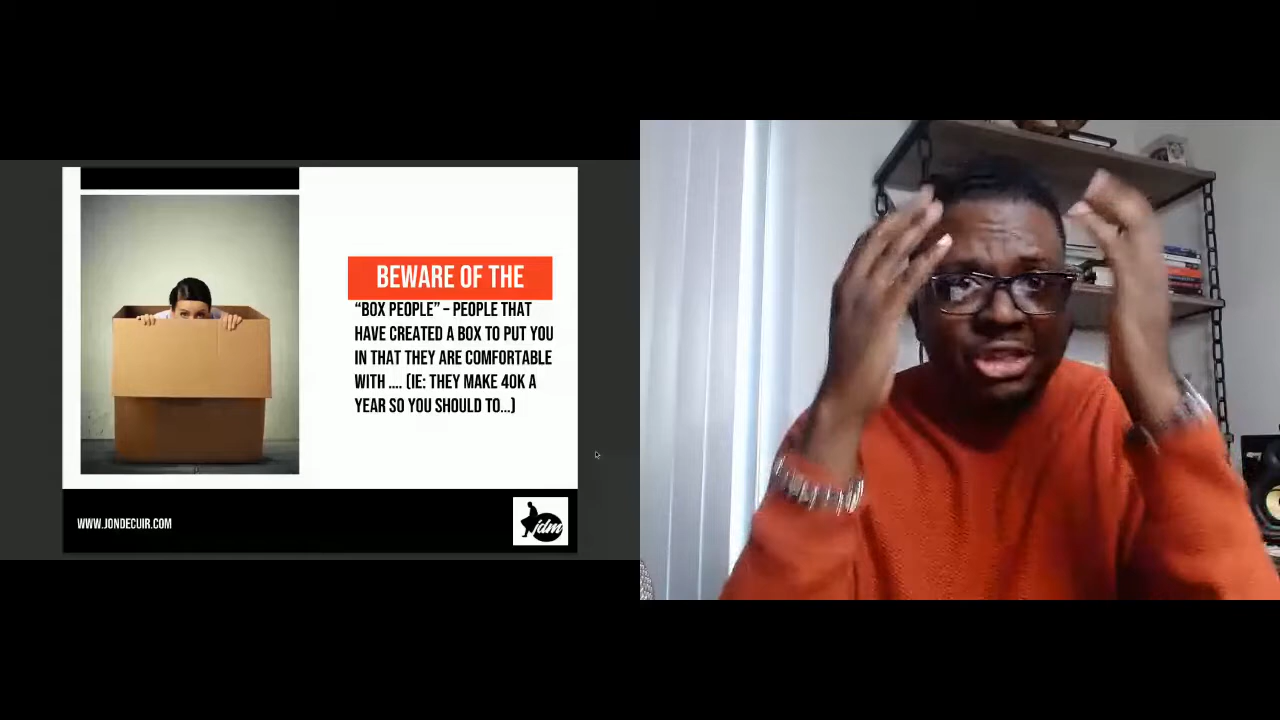 BEWARE OF THE
“BOX PEOPLE” – PEOPLE THAT
HAVE CREATED A BOX TO PUT YOU
IN THAT THEY ARE COMFORTABLE
WITH .... (IE: THEY MAKE 40K A
YEAR SO YOU SHOULD TO...)
WWW.JONDECUIR.COM
jdm